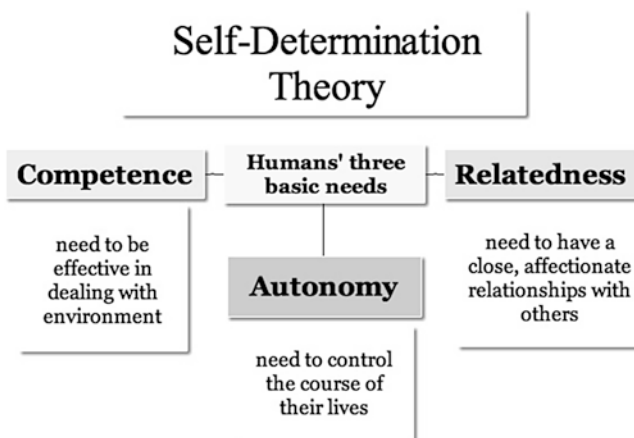 Self-Determination
Theory
Competence
Humans' three
basic needs
Relatedness
need to be
effective in
dealing with
environment
Autonomy
need to control
the course of
their lives
need to have a
close, affectionate
relationships with
others